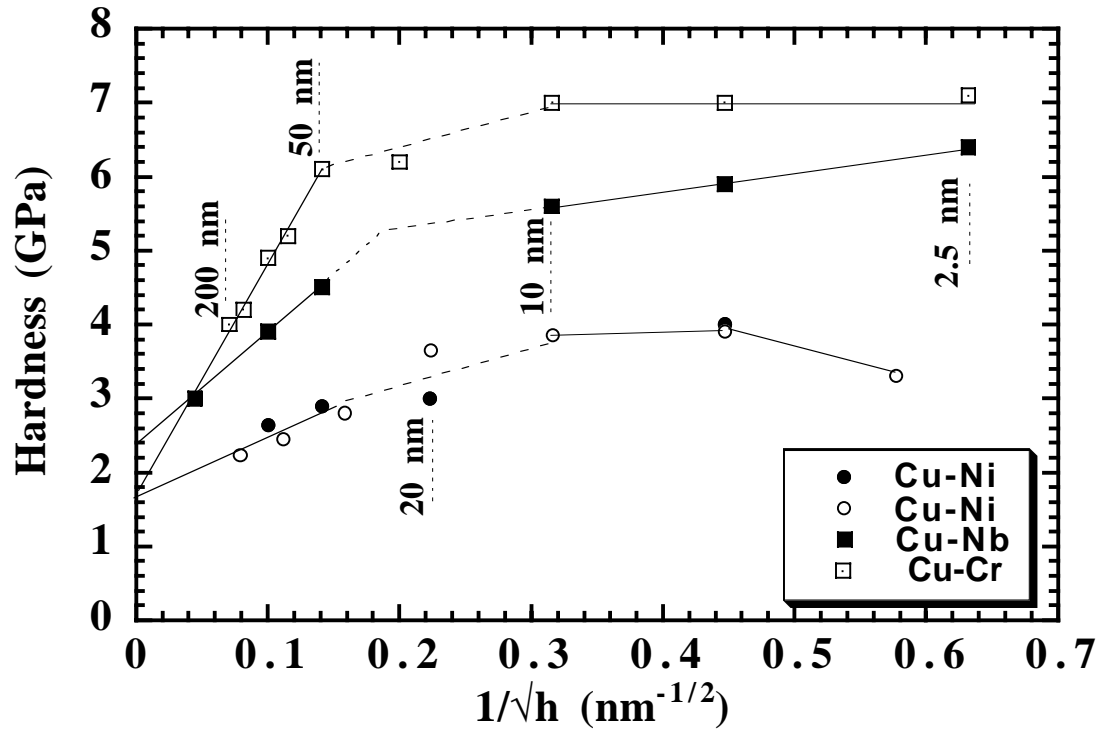 8
7
6
5
4
3
2
1
0
Hardness (GPa)
200 nm
50 nm
20 nm
10 nm
2.5 nm
Cu-Ni
Cu-Ni
Cu-Nb
Cu-Cr
0 0.1 0.2 0.3 0.4 0.5 0.6 0.7
1/√h (nm⁻¹/²)